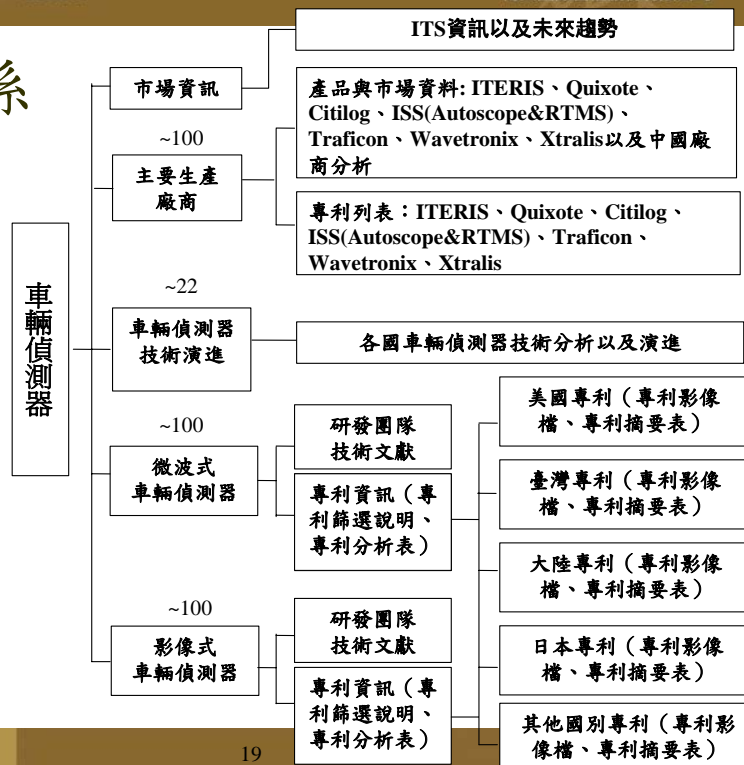 係
ITS資訊以及未來趨勢
市場資訊
產品與市場資料: ITERIS、Quixote、
Citilog、ISS(Autoscope&RTMS)、
Traficon、Wavetronix、Xtralis以及中國廠
商分析
~100
主要生產
廠商
專利列表：ITERIS、Quixote、Citilog、
ISS(Autoscope&RTMS)、Traficon、
Wavetronix、Xtralis
車輛偵測器
~22
車輛偵測器
技術演進
各國車輛偵測器技術分析以及演進
~100
微波式
車輛偵測器
研發團隊
技術文獻
專利資訊（專
利篩選說明、
專利分析表）
美國專利（專利影像
檔、專利摘要表）
臺灣專利（專利影像
檔、專利摘要表）
大陸專利（專利影像
檔、專利摘要表）
~100
影像式
車輛偵測器
研發團隊
技術文獻
專利資訊（專
利篩選說明、
專利分析表）
日本專利（專利影像
檔、專利摘要表）
其他國別專利（專利影
像檔、專利摘要表）
19